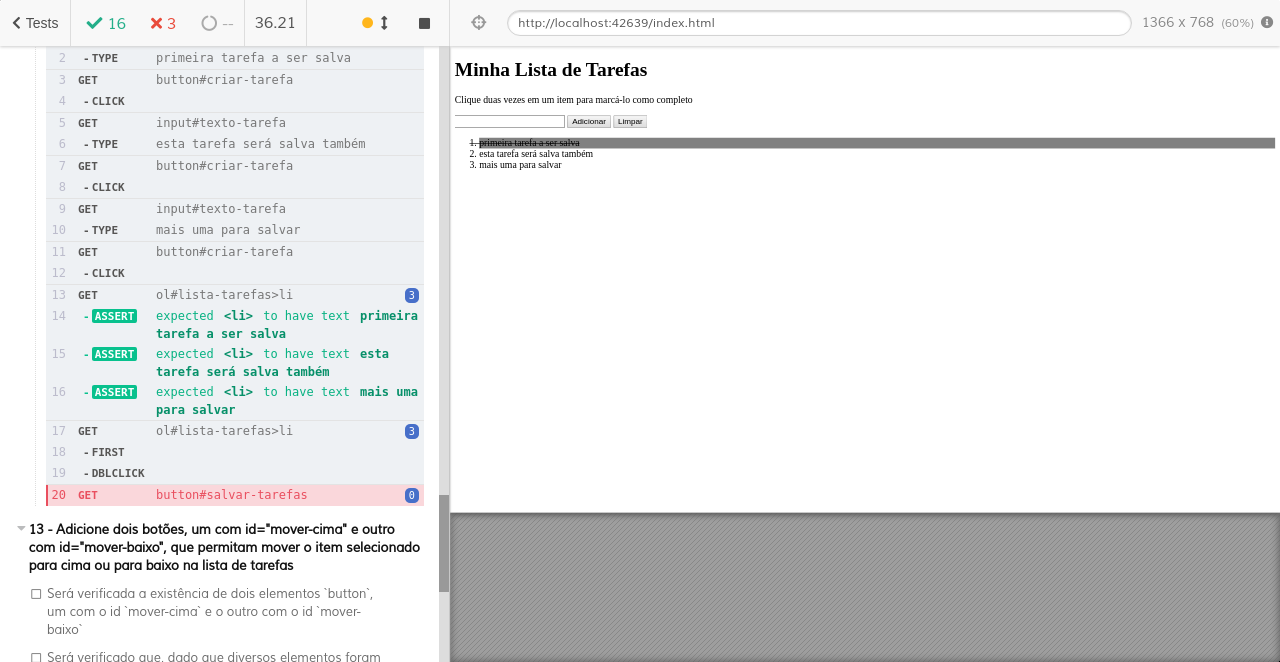 Tests 16 3 -- 36.21
http://localhost:42639/index.html 1366 x 768 (60%)
2 - TYPE primeira tarefa a ser salva
3 GET button#criar-tarefa
4 - CLICK
5 GET input#texto-tarefa
6 - TYPE esta tarefa será salva também
7 GET button#criar-tarefa
8 - CLICK
9 GET input#texto-tarefa
10 - TYPE mais uma para salvar
11 GET button#criar-tarefa
12 - CLICK
13 GET ol#lista-tarefas>li 3
14 - ASSERT expected <li> to have text primeira
tarefa a ser salva
15 - ASSERT expected <li> to have text esta
tarefa será salva também
16 - ASSERT expected <li> to have text mais uma
para salvar
17 GET ol#lista-tarefas>li 3
18 - FIRST
19 - DBLCLICK
20 GET button#salvar-tarefas 0
13 - Adicione dois botões, um com id="mover-cima" e outro
com id="mover-baixo", que permitam mover o item selecionado
para cima ou para baixo na lista de tarefas
Será verificada a existência de dois elementos `button`,
um com o id `mover-cima` e o outro com o id `mover-
baixo`
Será verificado que, dado que diversos elementos foram
Minha Lista de Tarefas
Clique duas vezes em um item para marcá-lo como completo
Adicionar Limpar
1. primeira tarefa a ser salva
2. esta tarefa será salva também
3. mais uma para salvar